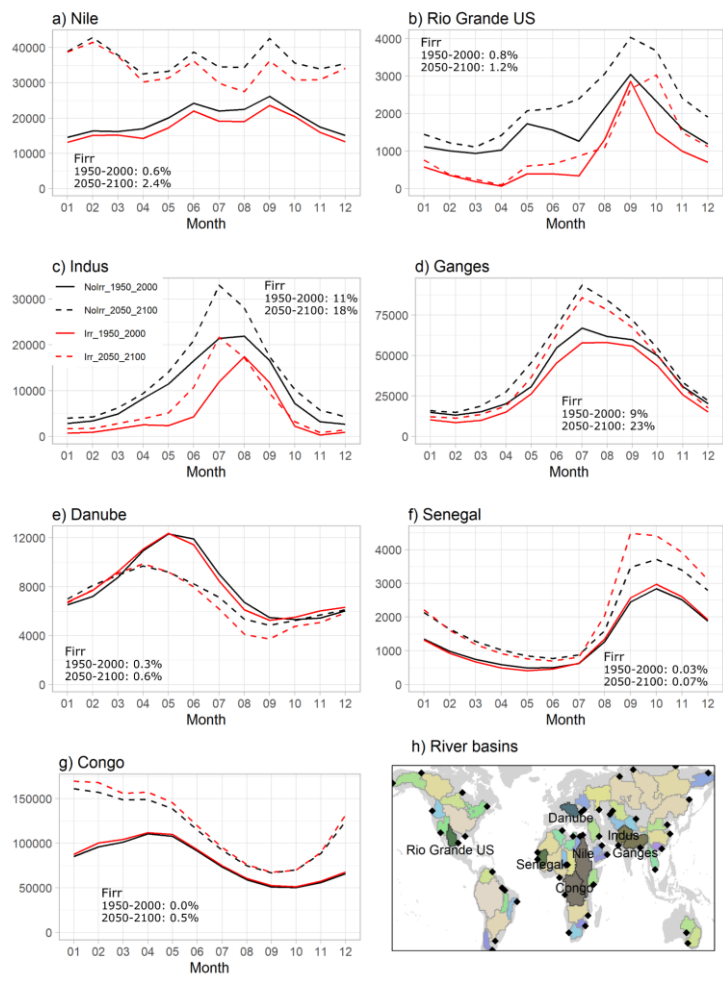 a) Nile
40000
30000
20000
10000
0
Firr
1950-2000: 0.6%
2050-2100: 2.4%
01 02 03 04 05 06 07 08 09 10 11 12
Month
b) Rio Grande US
4000
3000
2000
1000
0
Firr
1950-2000: 0.8%
2050-2100: 1.2%
01 02 03 04 05 06 07 08 09 10 11 12
Month
c) Indus
30000
20000
10000
0
NoIrr_1950_2000
NoIrr_2050_2100
Irr_1950_2000
Irr_2050_2100
Firr
1950-2000: 11%
2050-2100: 18%
01 02 03 04 05 06 07 08 09 10 11 12
Month
d) Ganges
75000
50000
25000
0
Firr
1950-2000: 9%
2050-2100: 23%
01 02 03 04 05 06 07 08 09 10 11 12
Month
e) Danube
12000
8000
4000
0
Firr
1950-2000: 0.3%
2050-2100: 0.6%
01 02 03 04 05 06 07 08 09 10 11 12
Month
f) Senegal
4000
3000
2000
1000
0
Firr
1950-2000: 0.03%
2050-2100: 0.07%
01 02 03 04 05 06 07 08 09 10 11 12
Month
g) Congo
150000
100000
50000
0
Firr
1950-2000: 0.0%
2050-2100: 0.5%
01 02 03 04 05 06 07 08 09 10 11 12
Month
h) River basins
Danube
Indus
Rio Grande US
Nile
Ganges
Senegal
Congo